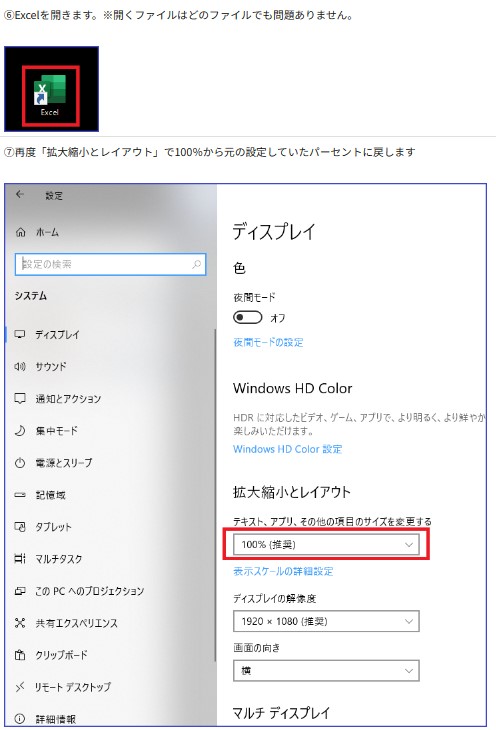 ⑥Excelを開きます。※開くファイルはどのファイルでも問題ありません。
Excel
⑦再度「拡大縮小とレイアウト」で100%から元の設定していたパーセントに戻します
設定
ホーム
設定の検索
システム
ディスプレイ
サウンド
通知とアクション
集中モード
電源とスリープ
記憶域
タブレット
マルチタスク
この PC へのプロジェクション
共有エクスペリエンス
クリップボード
リモート デスクトップ
詳細情報
ディスプレイ
色
夜間モード
オフ
夜間モードの設定
Windows HD Color
HDR に対応したビデオ、ゲーム、アプリで、より明るく、より鮮やか
楽しみいただけます。
Windows HD Color 設定
拡大縮小とレイアウト
テキスト、アプリ、その他の項目のサイズを変更する
100% (推奨)
表示スケールの詳細設定
ディスプレイの解像度
1920 × 1080 (推奨)
画面の向き
横
マルチ ディスプレイ